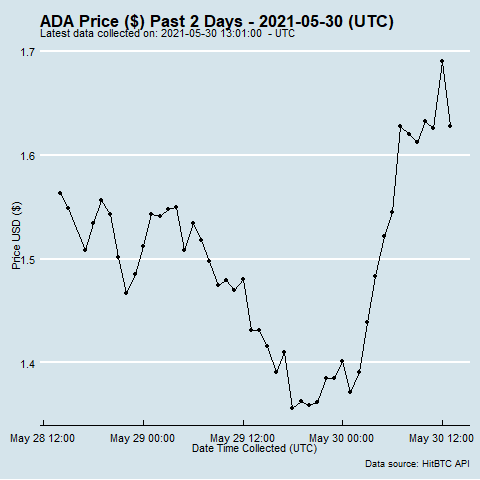 ADA Price ($) Past 2 Days - 2021-05-30 (UTC)
Latest data collected on: 2021-05-30 13:01:00  - UTC
1.7
1.6
1.5
1.4
Price USD ($)
May 28 12:00
May 29 00:00
May 29 12:00
May 30 00:00
May 30 12:00
Date Time Collected (UTC)
Data source: HitBTC API